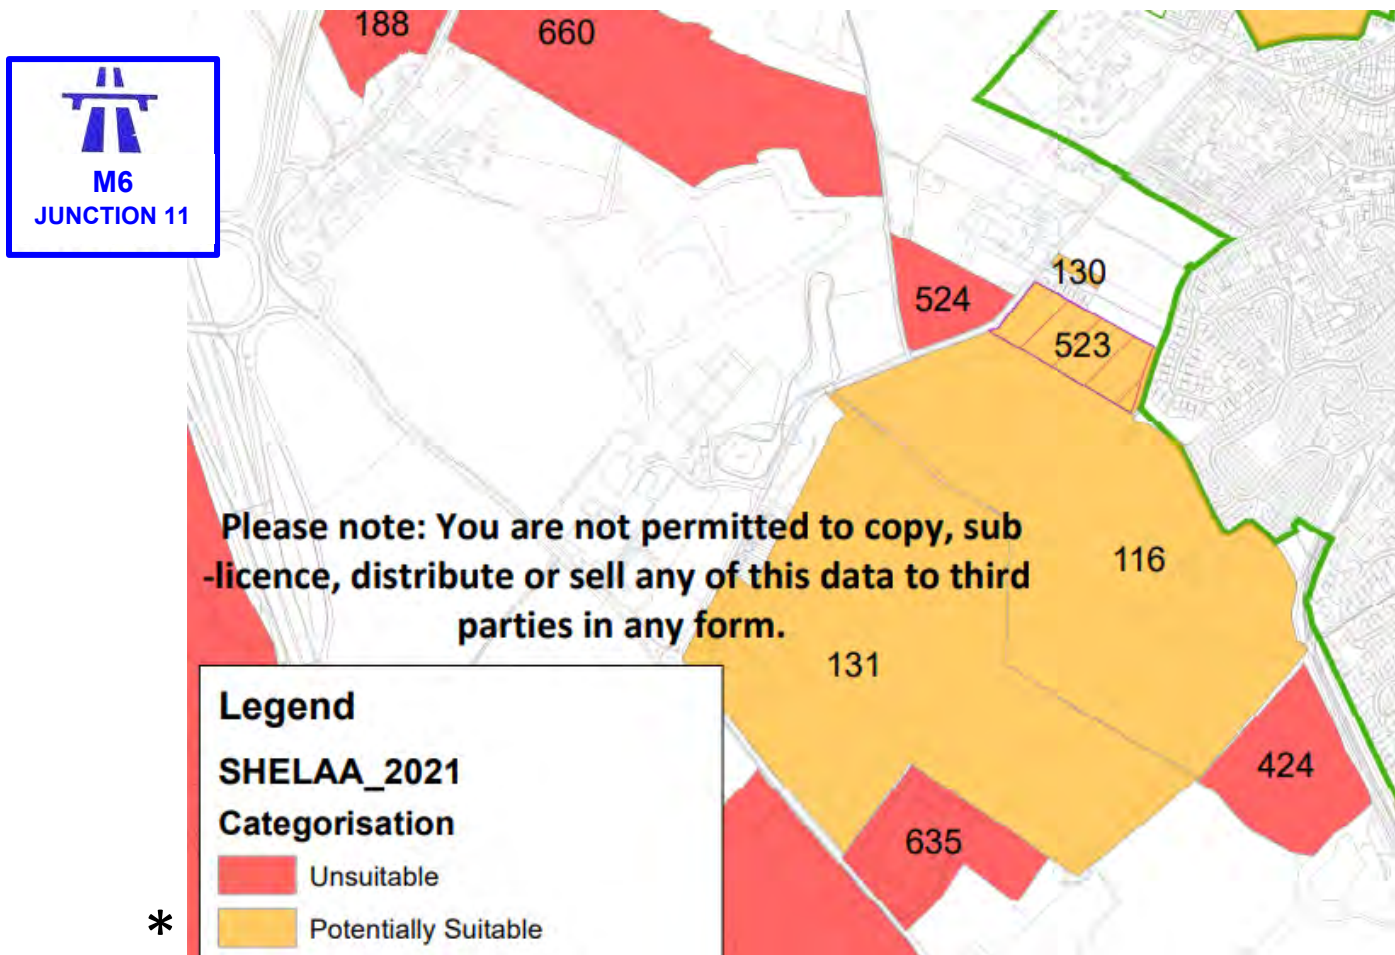 188
660
M6
JUNCTION 11
130
524
523
Please note: You are not permitted to copy, sub
-licence, distribute or sell any of this data to third
parties in any form.
116
131
424
635
Legend
SHELAA_2021
Categorisation
Unsuitable
* Potentially Suitable